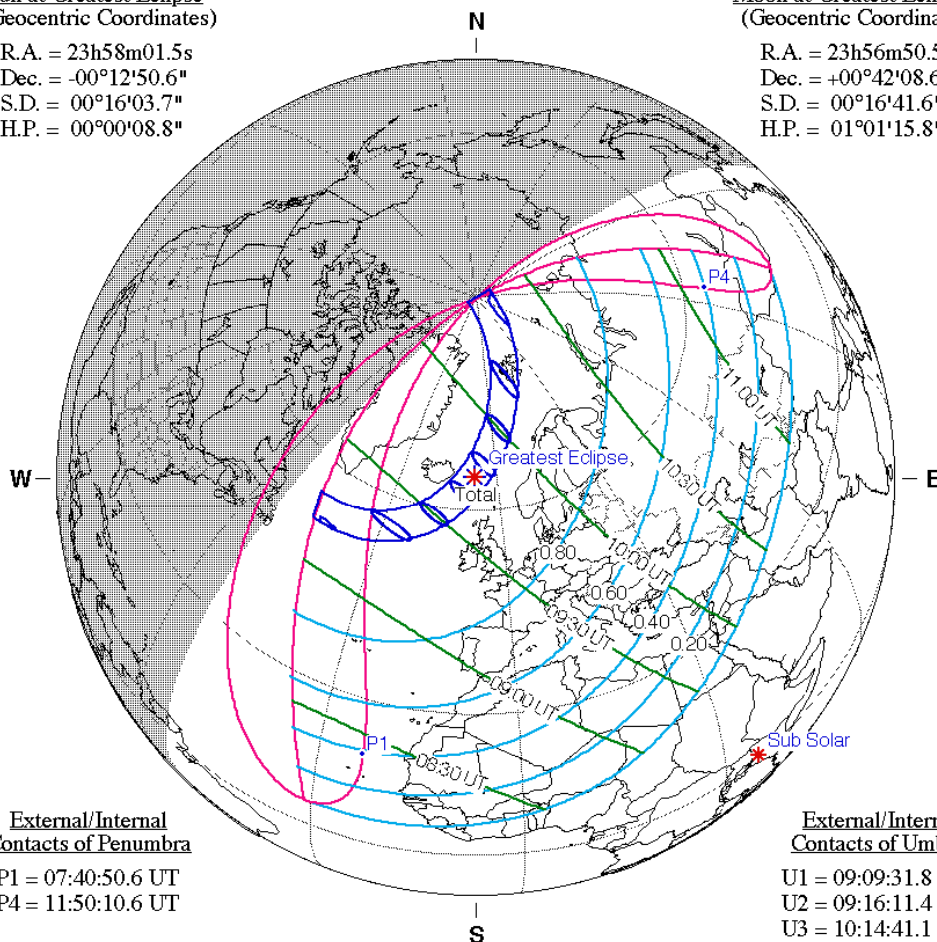 (Geocentric Coordinates)
R.A. = 23h58m01.5s
Dec. = -00°12'50.6"
S.D. = 00°16'03.7"
H.P. = 00°00'08.8"
N
Moon at Greatest Eclipse
(Geocentric Coordina
R.A. = 23h56m50.5
Dec. = +00°42'08.6
S.D. = 00°16'41.6"
H.P. = 01°01'15.8"
P4
11:00 UT
W
E
Greatest Eclipse
Total
10:30 UT
10:00 UT
0.80
0.60
09:30 UT
0.40
0.20
09:00 UT
P1
08:30 UT
Sub Solar
External/Internal
Contacts of Penumbra
P1 = 07:40:50.6 UT
P4 = 11:50:10.6 UT
S
External/Intern
Contacts of Um
U1 = 09:09:31.8
U2 = 09:16:11.4
U3 = 10:14:41.1